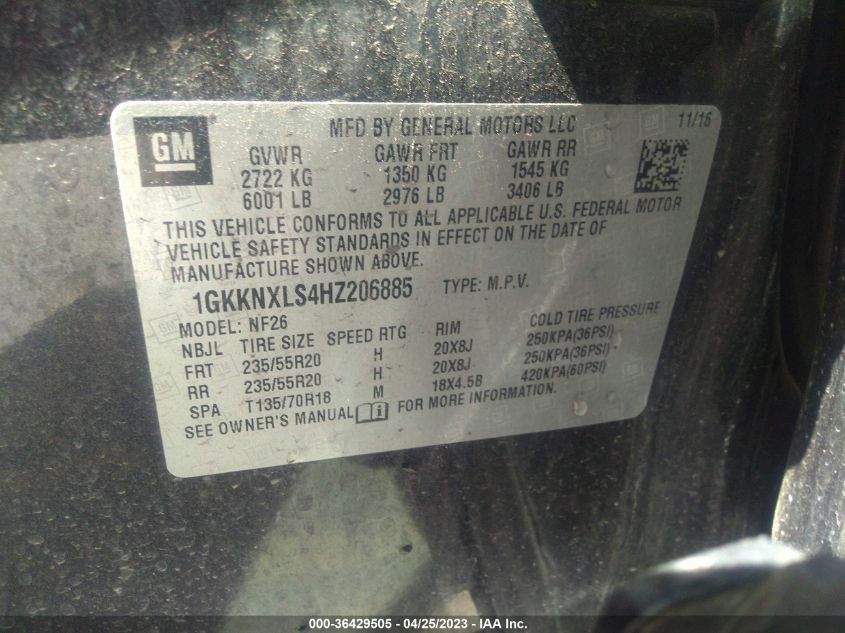 GM
MFD BY GENERAL MOTORS LLC 11/16
GVWR GAWR FRT GAWR RR
2722 KG 1350 KG 1545 KG
6001 LB 2976 LB 3406 LB
THIS VEHICLE CONFORMS TO ALL APPLICABLE U.S. FEDERAL MOTOR
VEHICLE SAFETY STANDARDS IN EFFECT ON THE DATE OF
MANUFACTURE SHOWN ABOVE.
1GKKNXLS4HZ206885 TYPE: M.P.V.
MODEL: NF26
NBJL TIRE SIZE SPEED RTG RIM COLD TIRE PRESSURE
FRT 235/55R20 H 20X8J 250KPA(36PSI)
RR 235/55R20 H 20X8J 250KPA(36PSI)
SPA T135/70R18 M 18X4.5B 420KPA(60PSI)
SEE OWNER'S MANUAL FOR MORE INFORMATION.
000-36429505 - 04/25/2023 - IAA Inc.